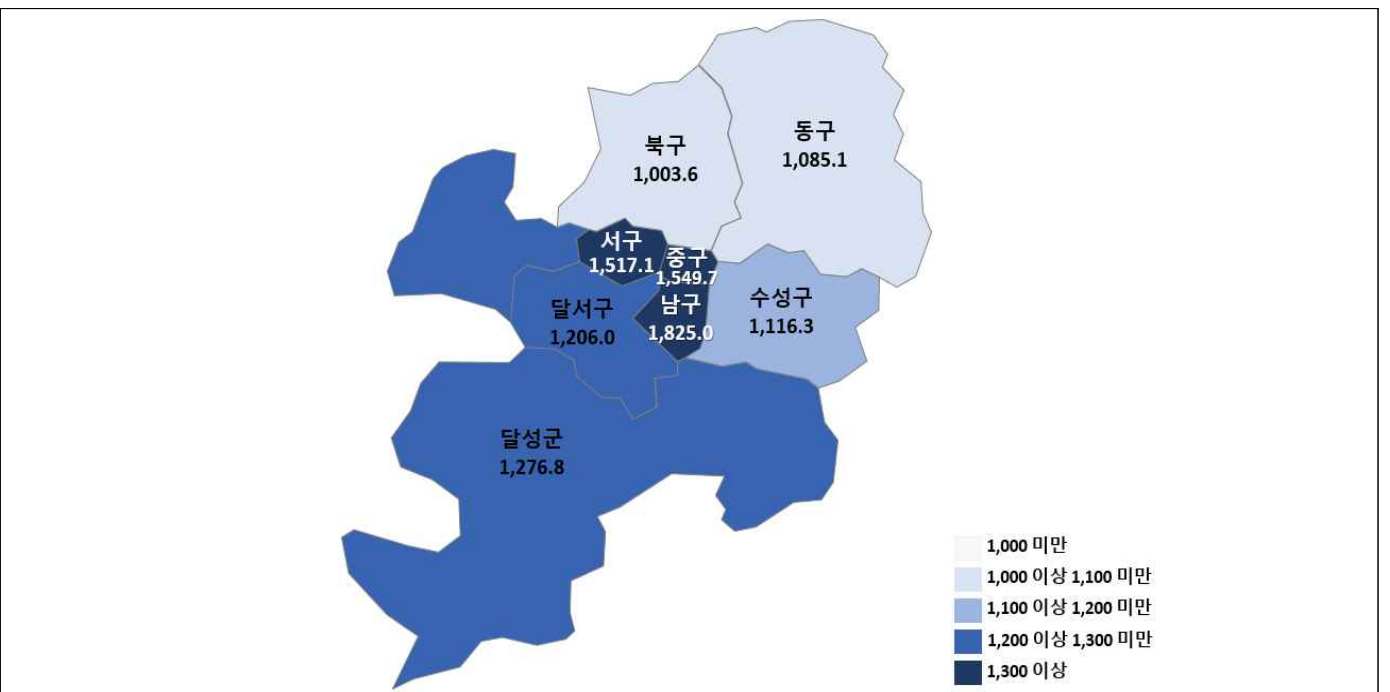 동구
1,085.1
북구
1,003.6
서구
1,517.1
중구
1,549.7
남구
1,825.0
수성구
1,116.3
달서구
1,206.0
달성군
1,276.8
1,000 미만
1,000 이상 1,100 미만
1,100 이상 1,200 미만
1,200 이상 1,300 미만
1,300 이상